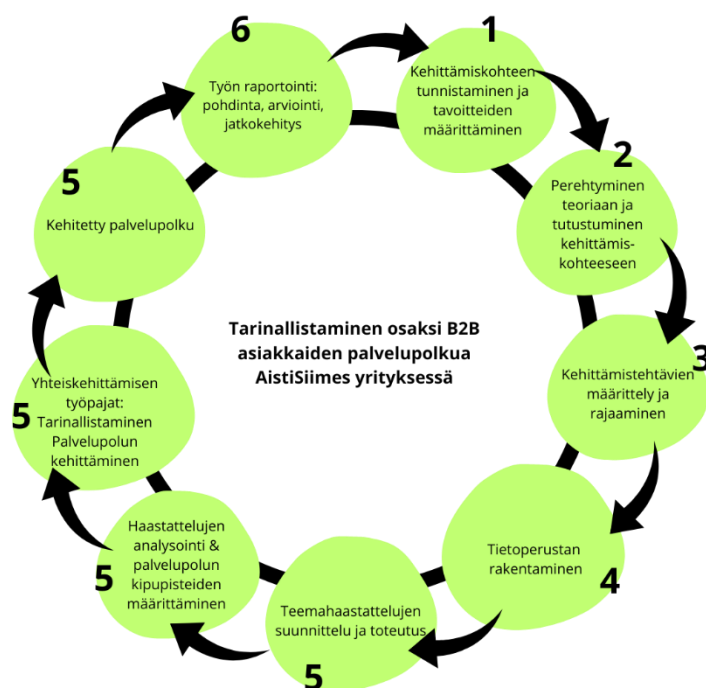 1
Kehittämiskohteen
tunnistaminen ja
tavoitteiden
määrittäminen
2
Perehtyminen
teoriaan ja
tutustuminen
kehittämis-
kohteeseen
3
Kehittämistehtävien
määrittely ja
rajaaminen
4
Tietoperustan
rakentaminen
5
Teemahaastattelujen
suunnittelu ja toteutus
5
Haastattelujen
analysointi &
palvelupolun
kipupisteiden
määrittäminen
5
Yhteiskehittämisen
työpajat:
Tarinallistaminen
Palvelupolun
kehittäminen
5
Kehitetty palvelupolku
6
Työn raportointi:
pohdinta, arviointi,
jatkokehitys
Tarinallistaminen osaksi B2B
asiakkaiden palvelupolkua
AistiSiimes yrityksessä